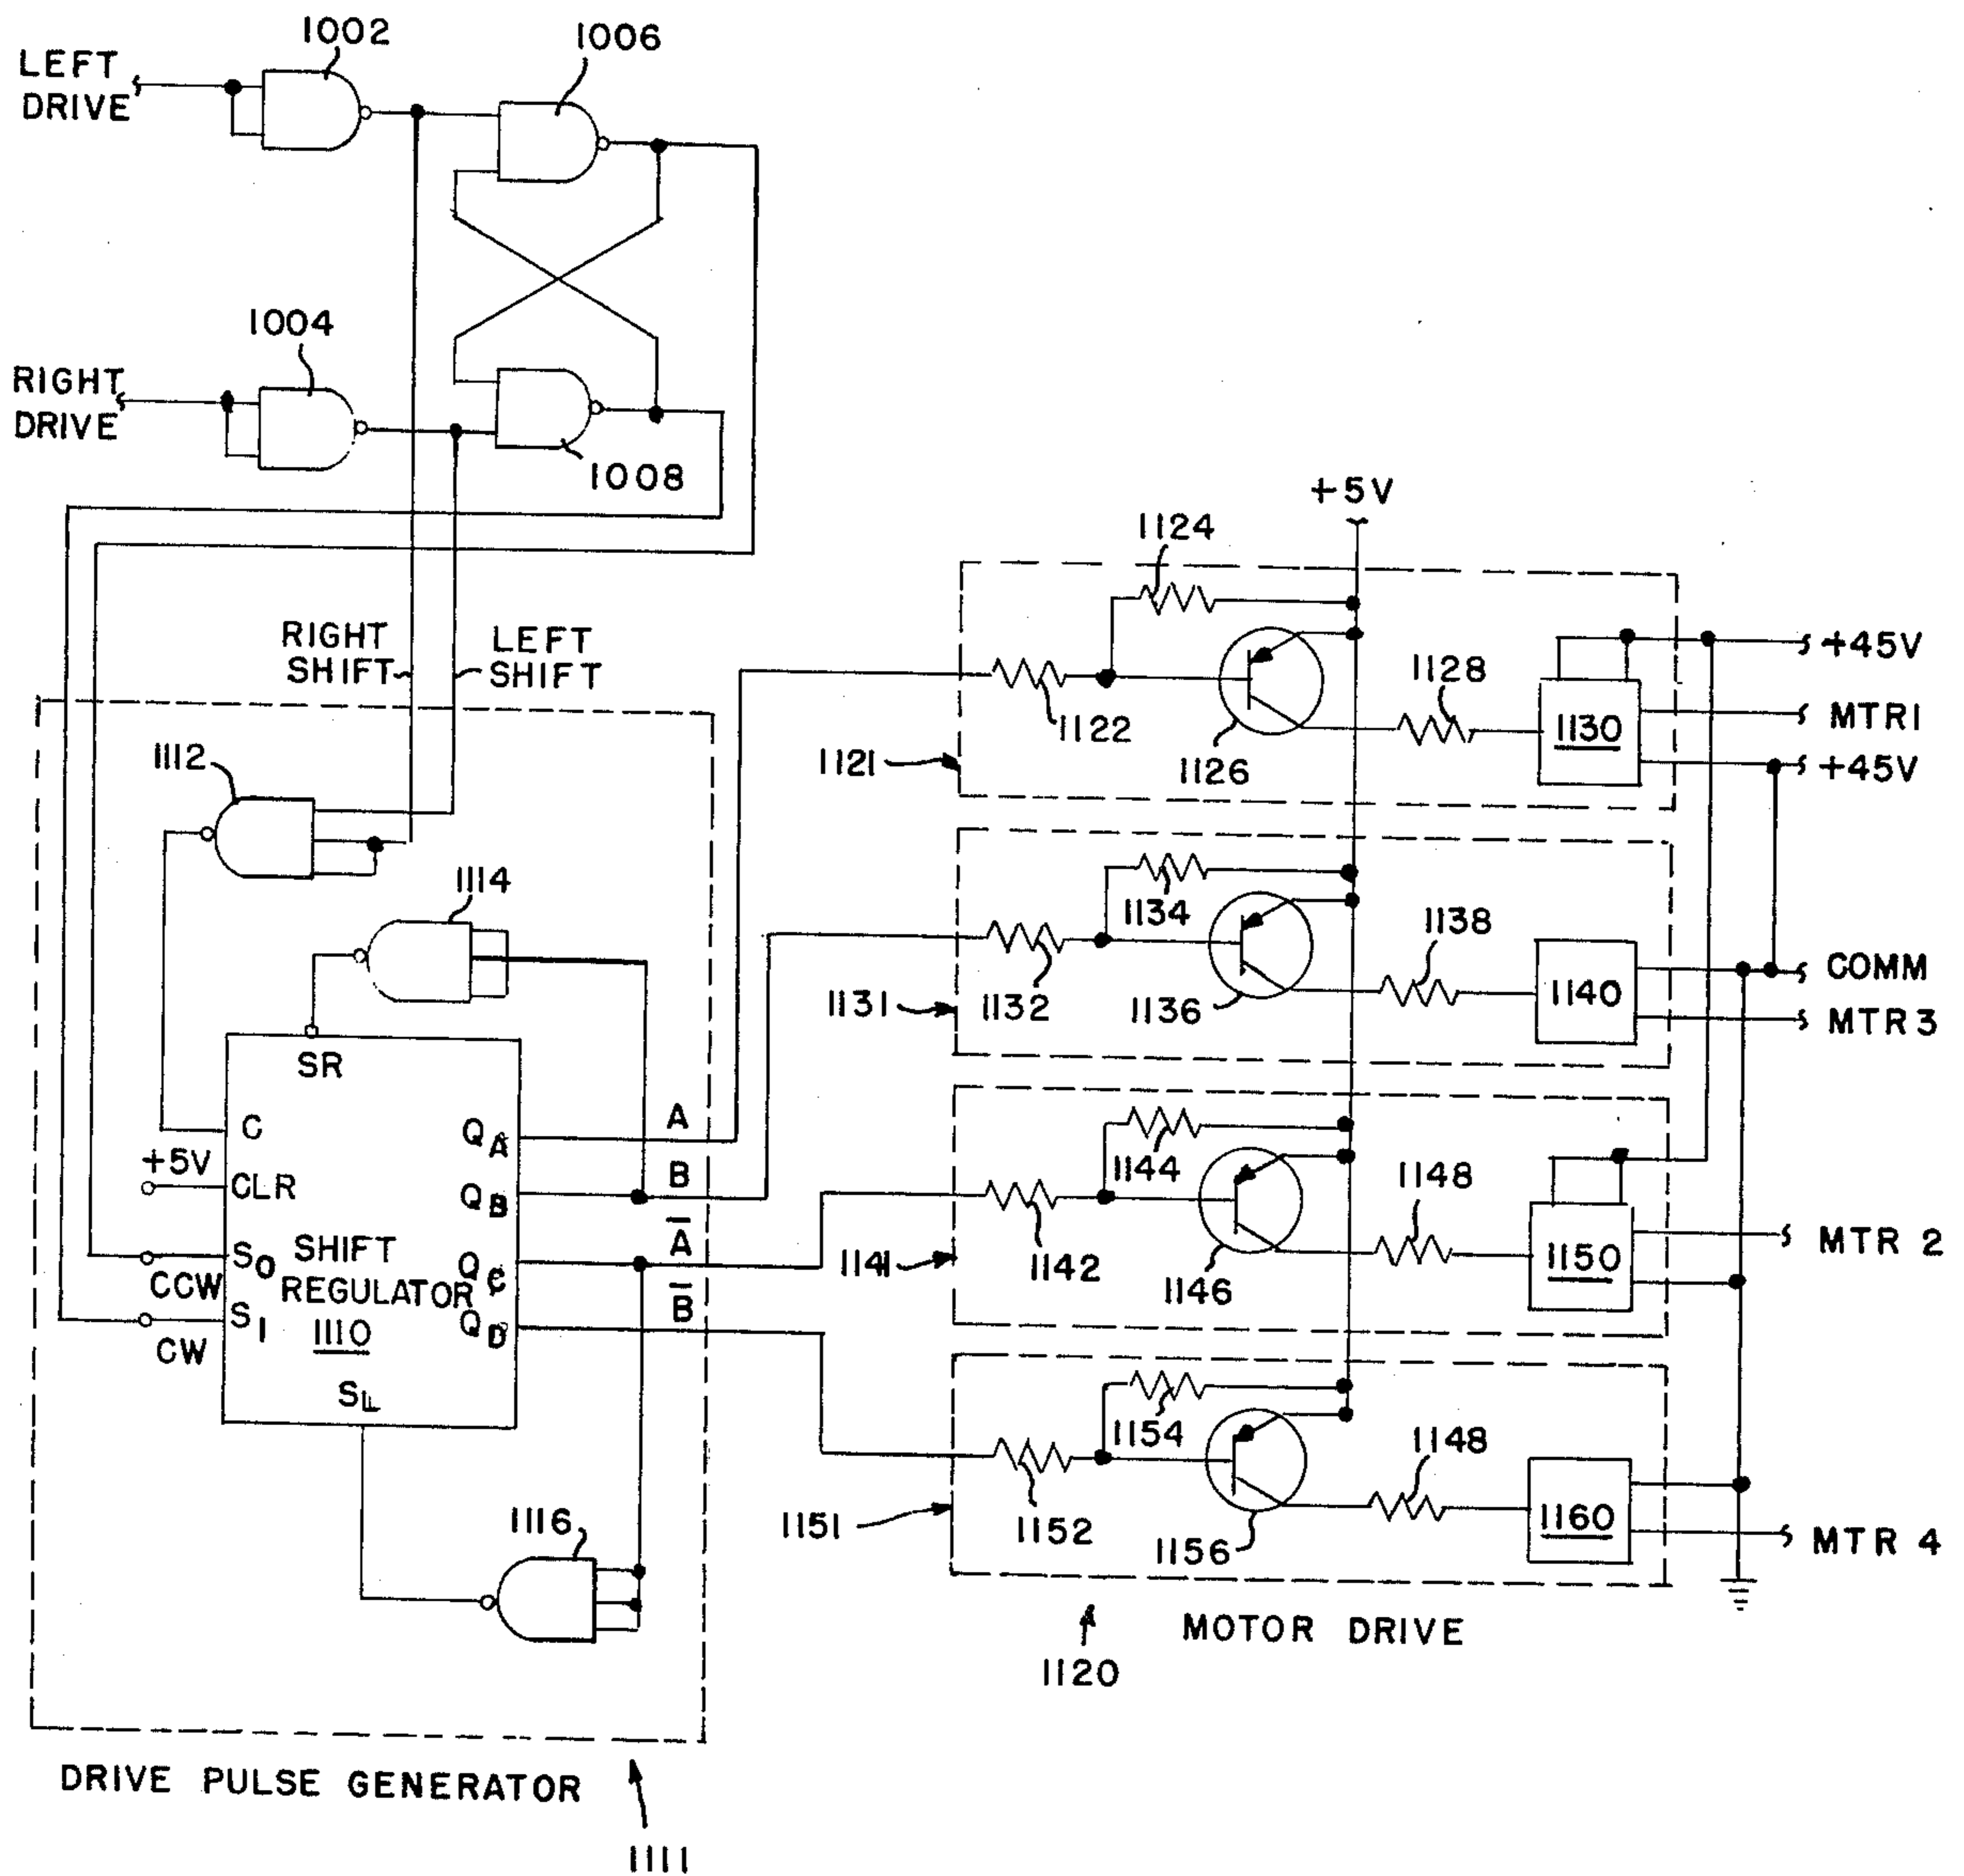 1002
1006
LEFT
DRIVE
1004
RIGHT
DRIVE
1008
+5V
1124
RIGHT
SHIFT
LEFT
SHIFT
1122
1126
1128
1130
1121
+45V
MTR1
+45V
1112
1114
1134
1132
1136
1138
1140
1131
COMM
MTR3
SR
C
+5V
CLR
S0
CCW
S1
CW
SHIFT
REGULATOR
1110
SL
QA
QB
QC
QD
A
B
A̅
B̅
1144
1142
1146
1148
1150
1141
MTR 2
1154
1152
1156
1148
1160
1151
MTR 4
1116
MOTOR DRIVE
1120
DRIVE PULSE GENERATOR
1111